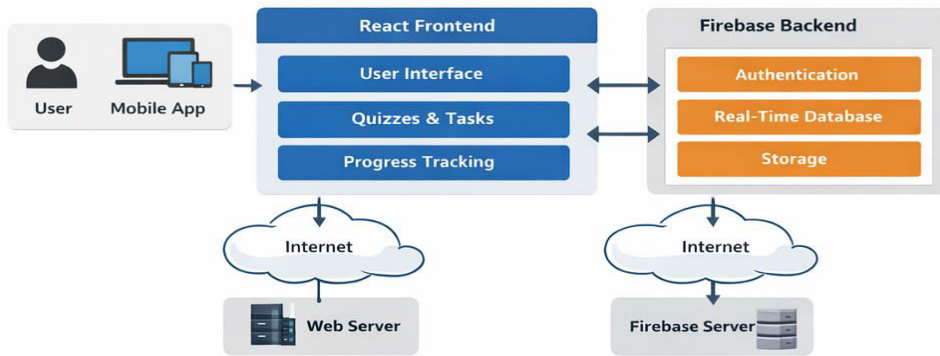 User
Mobile App
React Frontend
User Interface
Quizzes & Tasks
Progress Tracking
Firebase Backend
Authentication
Real-Time Database
Storage
Internet
Internet
Web Server
Firebase Server